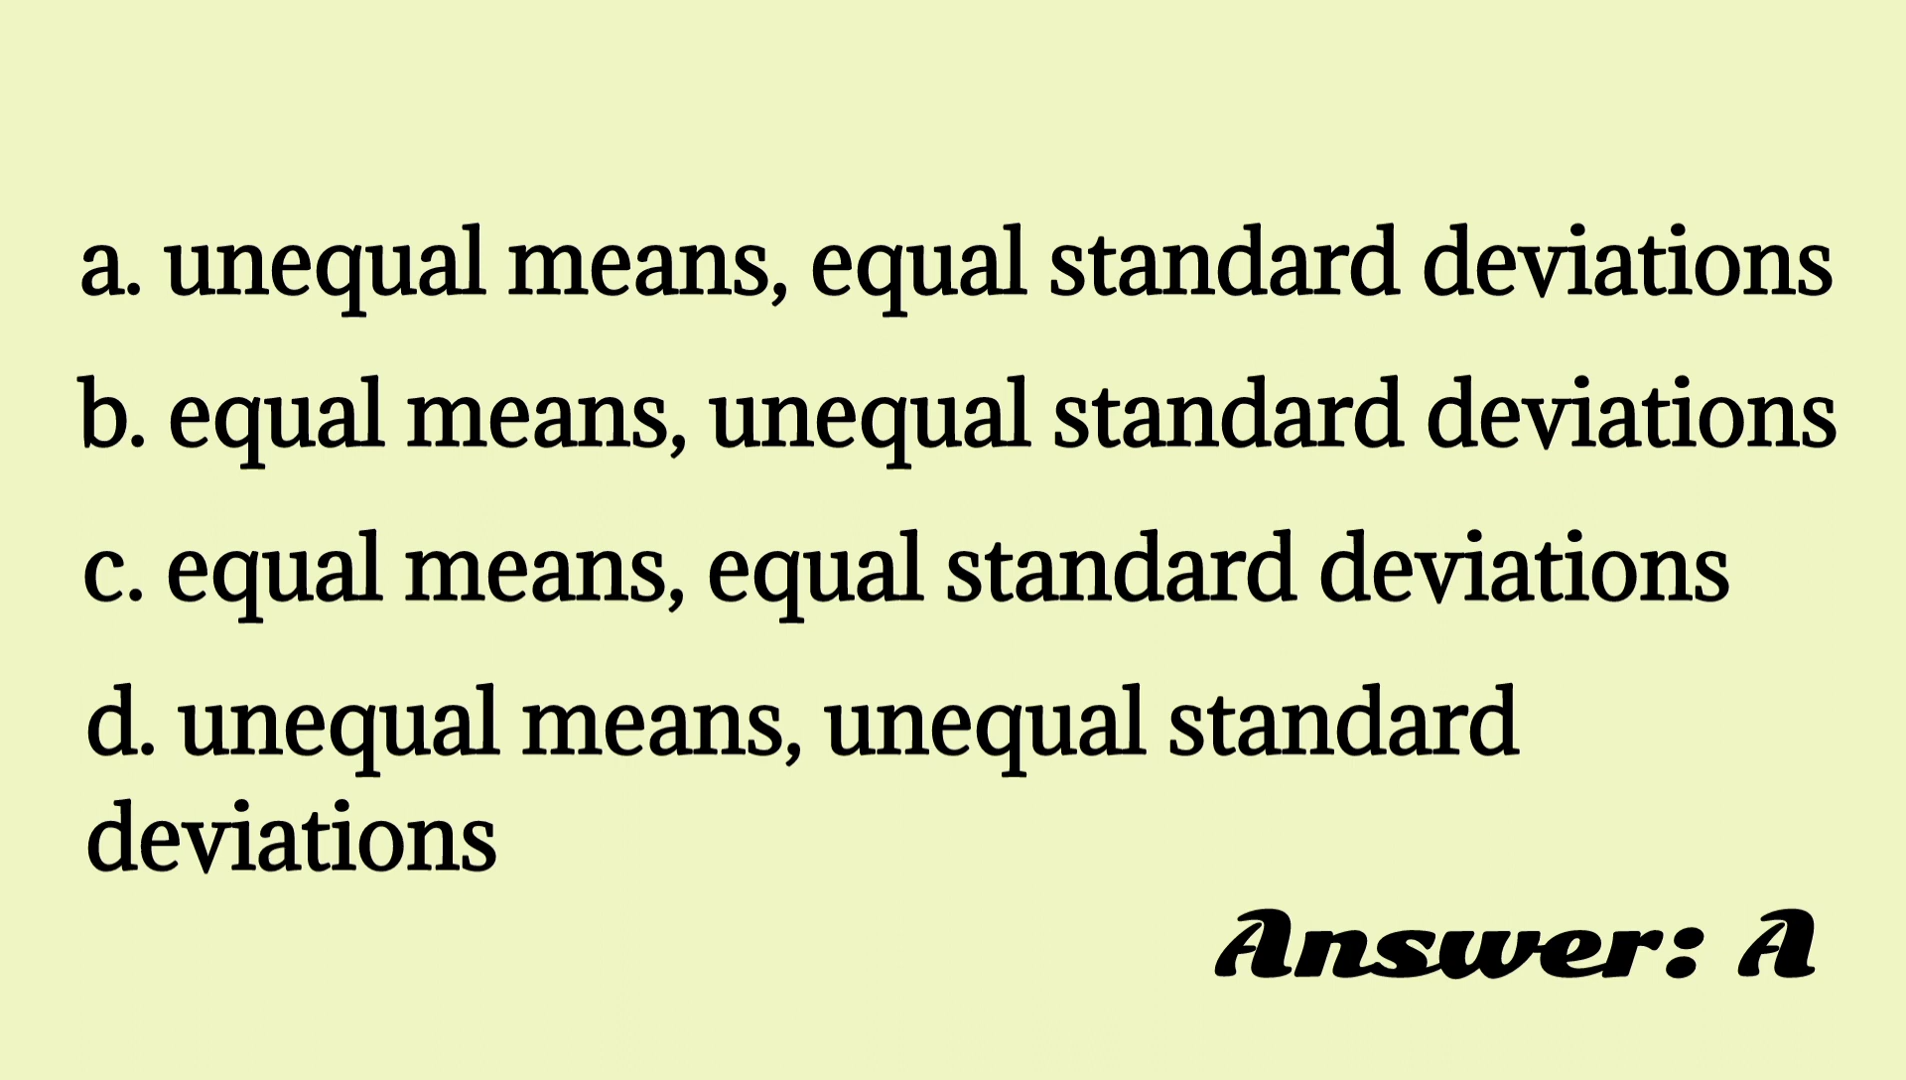 a. unequal means, equal standard deviations
b. equal means, unequal standard deviations
c. equal means, equal standard deviations
d. unequal means, unequal standard
deviations
Answer: A